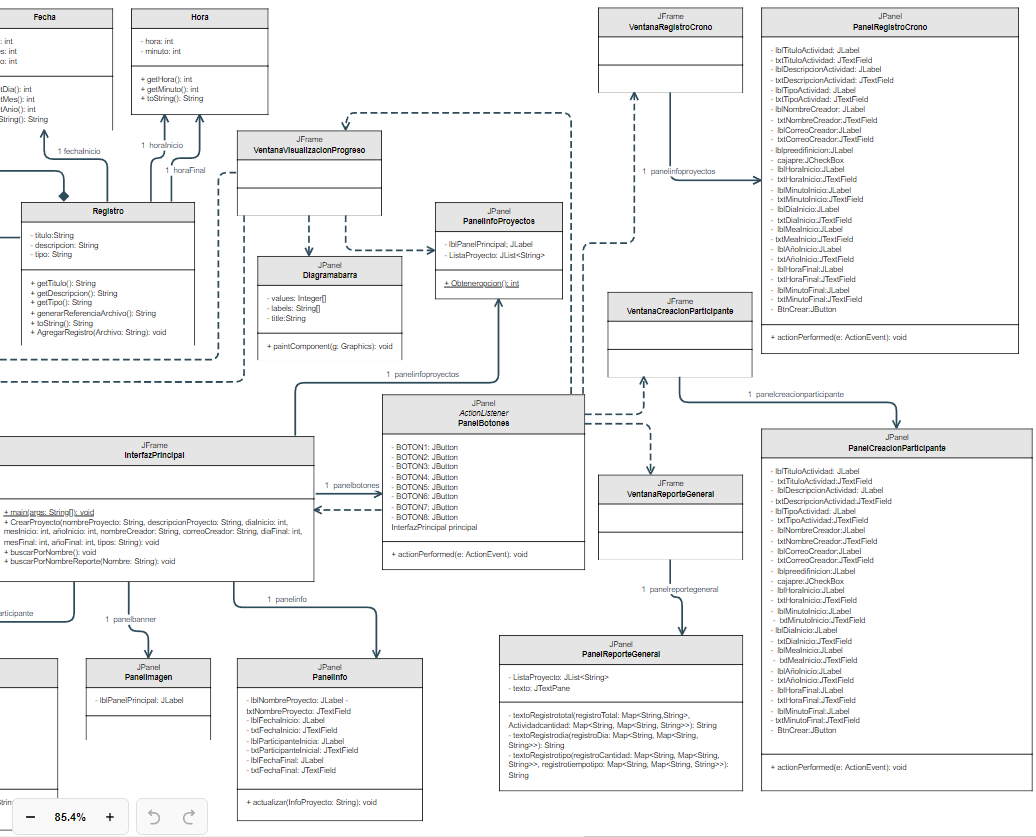 Fecha
: int
s: int
o: int
tDia(): int
tMes(): int
tAnio(): int
String(): String
Hora
- hora: int
- minuto: int
+ getHora(): int
+ getMinuto(): int
+ toString(): String
1 fechaInicio
1 horaInicio
1 horaFinal
Registro
- titulo:String
- descripcion: String
- tipo: String
+ getTitulo(): String
+ getDescripcion(): String
+ getTipo(): String
+ generarReferenciaArchivo(): String
+ toString(): String
+ AgregarRegistro(Archivo: String): void
JFrame
VentanaVisualizacionProgreso
JPanel
Diagramabarra
- values: Integer[]
- labels: String[]
- title:String
+ paintComponent(g: Graphics): void
JPanel
PanelInfoProyectos
- lblPanelPrincipal; JLabel
- ListaProyecto: JList<String>
+ Obteneropcion(): int
JFrame
VentanaRegistroCrono
1 panelinfoproyectos
JPanel
PanelRegistroCrono
- lblTituloActividad: JLabel
- txtTituloActividad: JTextField
- lblDescripcionActividad: JLabel
- txtDescripcionActividad: JTextField
- lblTipoActividad: JLabel
- txtTipoActividad: JTextField
- lblNombreCreador: JLabel
- txtNombreCreador: JTextField
- lblCorreoCreador: JLabel
- txtCorreoCreador: JTextField
- lblpreedifinicion:JLabel
- cajapre:JCheckBox
- lblHoraInicio:JLabel
- txtHoraInicio:JTextField
- lblMinutoInicio:JLabel
- txtMinutoInicio:JTextField
- lblDiaInicio:JLabel
- txtDiaInicio:JTextField
- lblMeaInicio:JLabel
- txtMeaInicio:JTextField
- lblAñoInicio:JLabel
- txtAñoInicio:JTextField
- lblHoraFinal:JLabel
- txtHoraFinal:JTextField
- lblMinutoFinal:JLabel
- txtMinutoFinal:JTextField
- BtnCrear:JButton
+ actionPerformed(e: ActionEvent): void
JFrame
VentanaCreacionParticipante
1 panelcreacionparticipante
1 panelinfoproyectos
JPanel
ActionListener
PanelBotones
- BOTON1: JButton
- BOTON2: JButton
- BOTON3: JButton
- BOTON4: JButton
- BOTON5: JButton
- BOTON6: JButton
- BOTON7: JButton
- BOTON8: JButton
InterfazPrincipal principal
+ actionPerformed(e: ActionEvent): void
JFrame
InterfazPrincipal
+ main(args: String[]): void
+ CrearProyecto(nombreProyecto: String, descripcionProyecto: String, diaInicio: int,
mesInicio: int, añoInicio: int, nombreCreador: String, correoCreador: String, diaFinal: int,
mesFinal: int, añoFinal: int, tipos: String): void
+ buscarPorNombre(): void
+ buscarPorNombreReporte(Nombre: String): void
1 panelbotones
JFrame
VentanaReporteGeneral
1 panelreportegeneral
JPanel
PanelCreacionParticipante
- lblTituloActividad: JLabel
- txtTituloActividad:JTextField
- lblDescripcionActividad: JLabel
- txtDescripcionActividad:JTextField
- lblTipoActividad: JLabel
- txtTipoActividad:JTextField
- lblNombreCreador: JLabel
- txtNombreCreador: JTextField
- lblCorreoCreador: JLabel
- txtCorreoCreador: JTextField
- lblpreedifinicion: JLabel
- cajapre:JCheckBox
- lblHoraInicio:JLabel
- txtHoraInicio:JTextField
- lblMinutoInicio:JLabel
- txtMinutoInicio:JTextField
- lblDiaInicio:JLabel
- txtDiaInicio:JTextField
- lblMeaInicio:JLabel
- txtMeaInicio:JTextField
- lblAñoInicio:JLabel
- txtAñoInicio:JTextField
- lblHoraFinal:JLabel
- txtHoraFinal:JTextField
- lblMinutoFinal:JLabel
- txtMinutoFinal:JTextField
- BtnCrear:JButton
+ actionPerformed(e: ActionEvent): void
articipante
1 panelbanner
1 panelinfo
JPanel
PanelImagen
- lblPanelPrincipal: JLabel
JPanel
PanelInfo
- lblNombreProyecto: JLabel -
txtNombreProyecto: JTextField
- lblFechaInicio: JLabel
- txtFechaInicio: JTextField
- lblParticipanteInicia: JLabel
- txtParticipanteInicial: JTextField
- lblFechaFinal: JLabel
- txtFechaFinal: JTextField
+ actualizar(InfoProyecto: String): void
JPanel
PanelReporteGeneral
- ListaProyecto: JList<String>
- texto: JTextPane
- textoRegistrototal(registroTotal: Map<String,String>,
Actividadcantidad: Map<String, Map<String, String>>): String
- textoRegistrodia(registroDia: Map<String, Map<String,
String>>): String
- textoRegistrotipo(registroCantidad: Map<String, Map<String,
String>>, registrotiempotipo: Map<String, Map<String, String>>):
String
85.4%